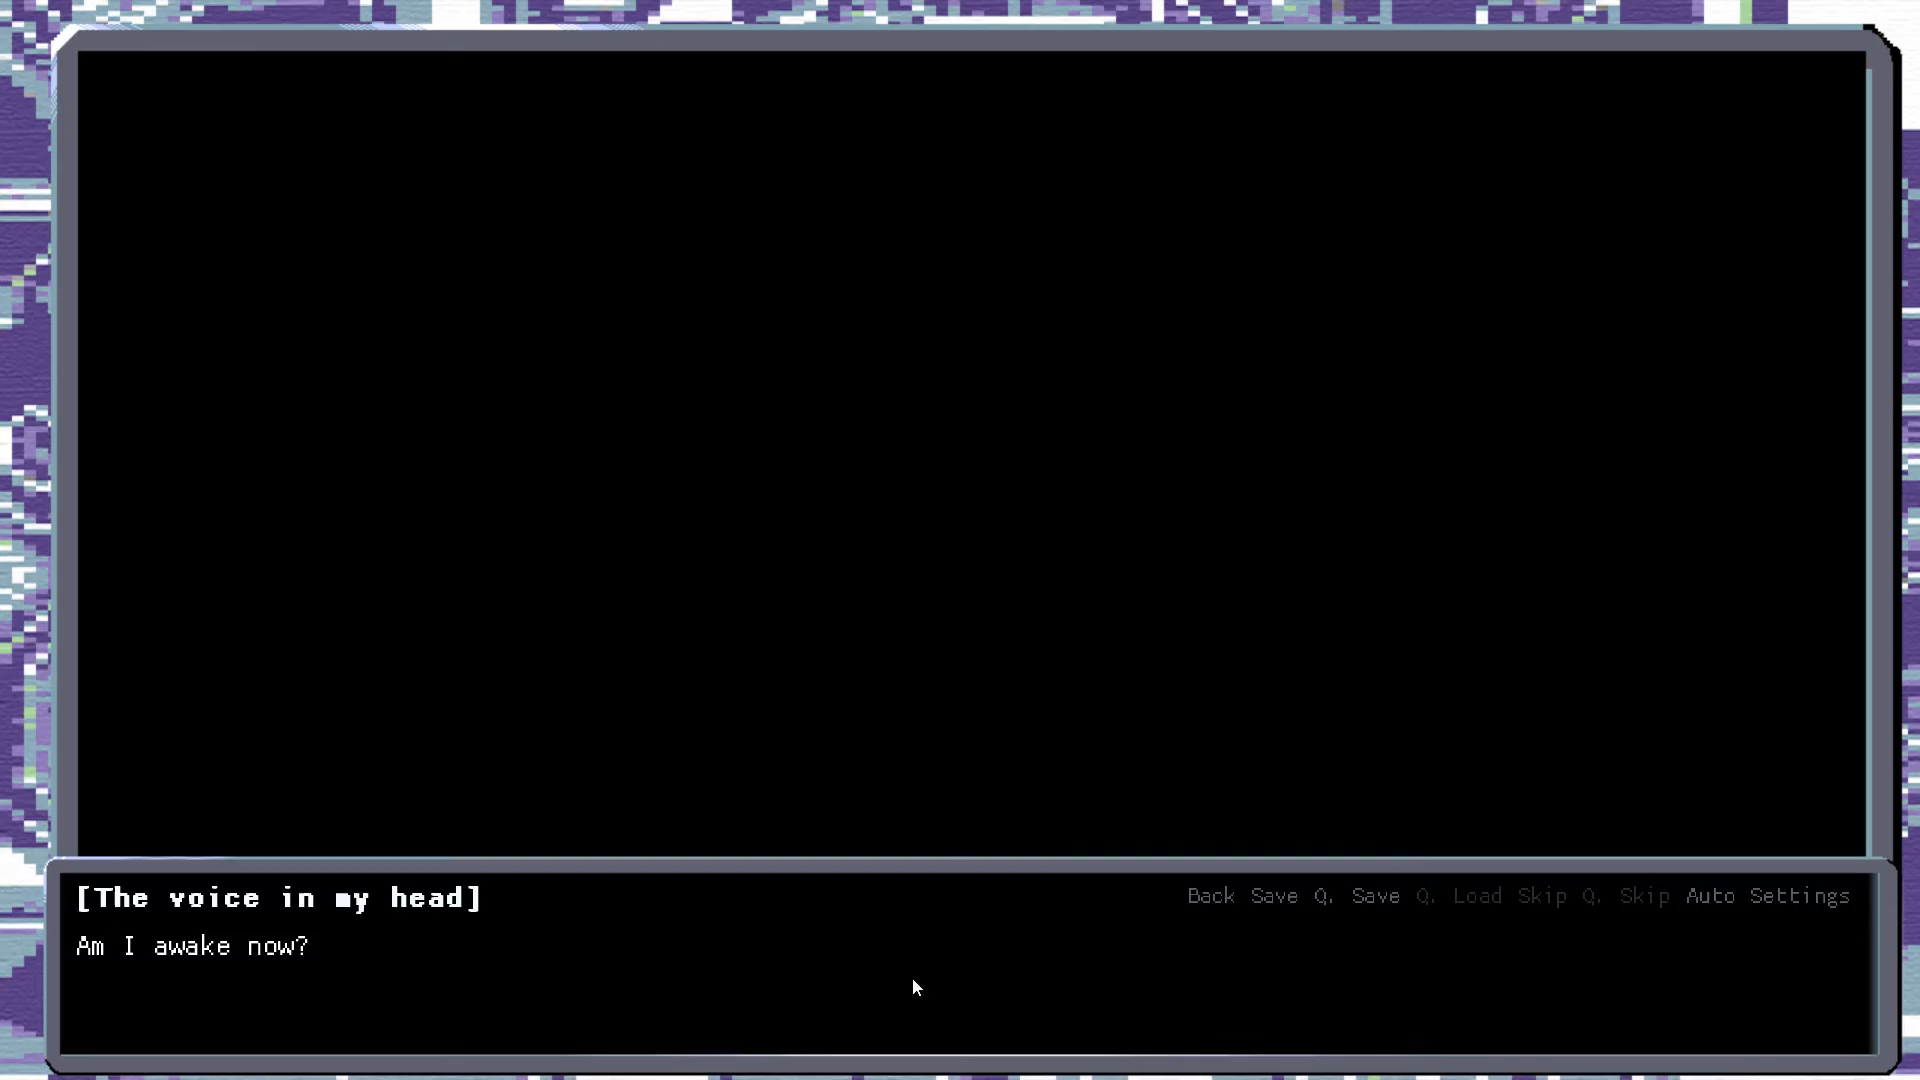 [The voice in my head]
Back Save Q. Save Q. Load Skip Q. Skip Auto Settings
Am I awake now?